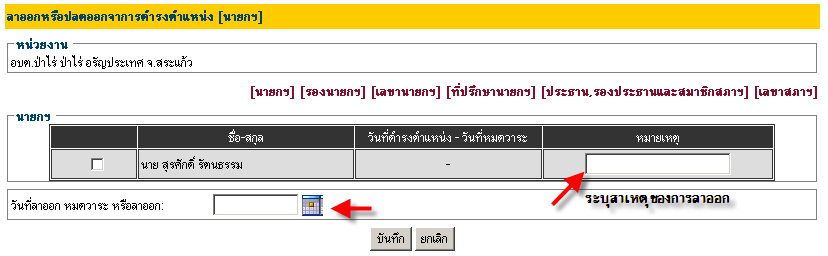 ลาออกหรือปลดออกจาการดำรงตำแหน่ง [นายกฯ]
หน่วยงาน
อบต.ป่าไร่ ป่าไร่ อรัญประเทศ จ.สระแก้ว
[นายกฯ] [รองนายกฯ] [เลขานายกฯ] [ที่ปรึกษานายกฯ] [ประธาน,รองประธานและสมาชิกสภาฯ] [เลขาสภาฯ]
นายกฯ
ชื่อ-สกุล วันที่ดำรงตำแหน่ง - วันที่หมดวาระ หมายเหตุ
นาย สุรศักดิ์ รัตนธรรม -
ระบุสาเหตุของการลาออก
วันที่ลาออก หมดวาระ หรือลาออก:
บันทึก ยกเลิก